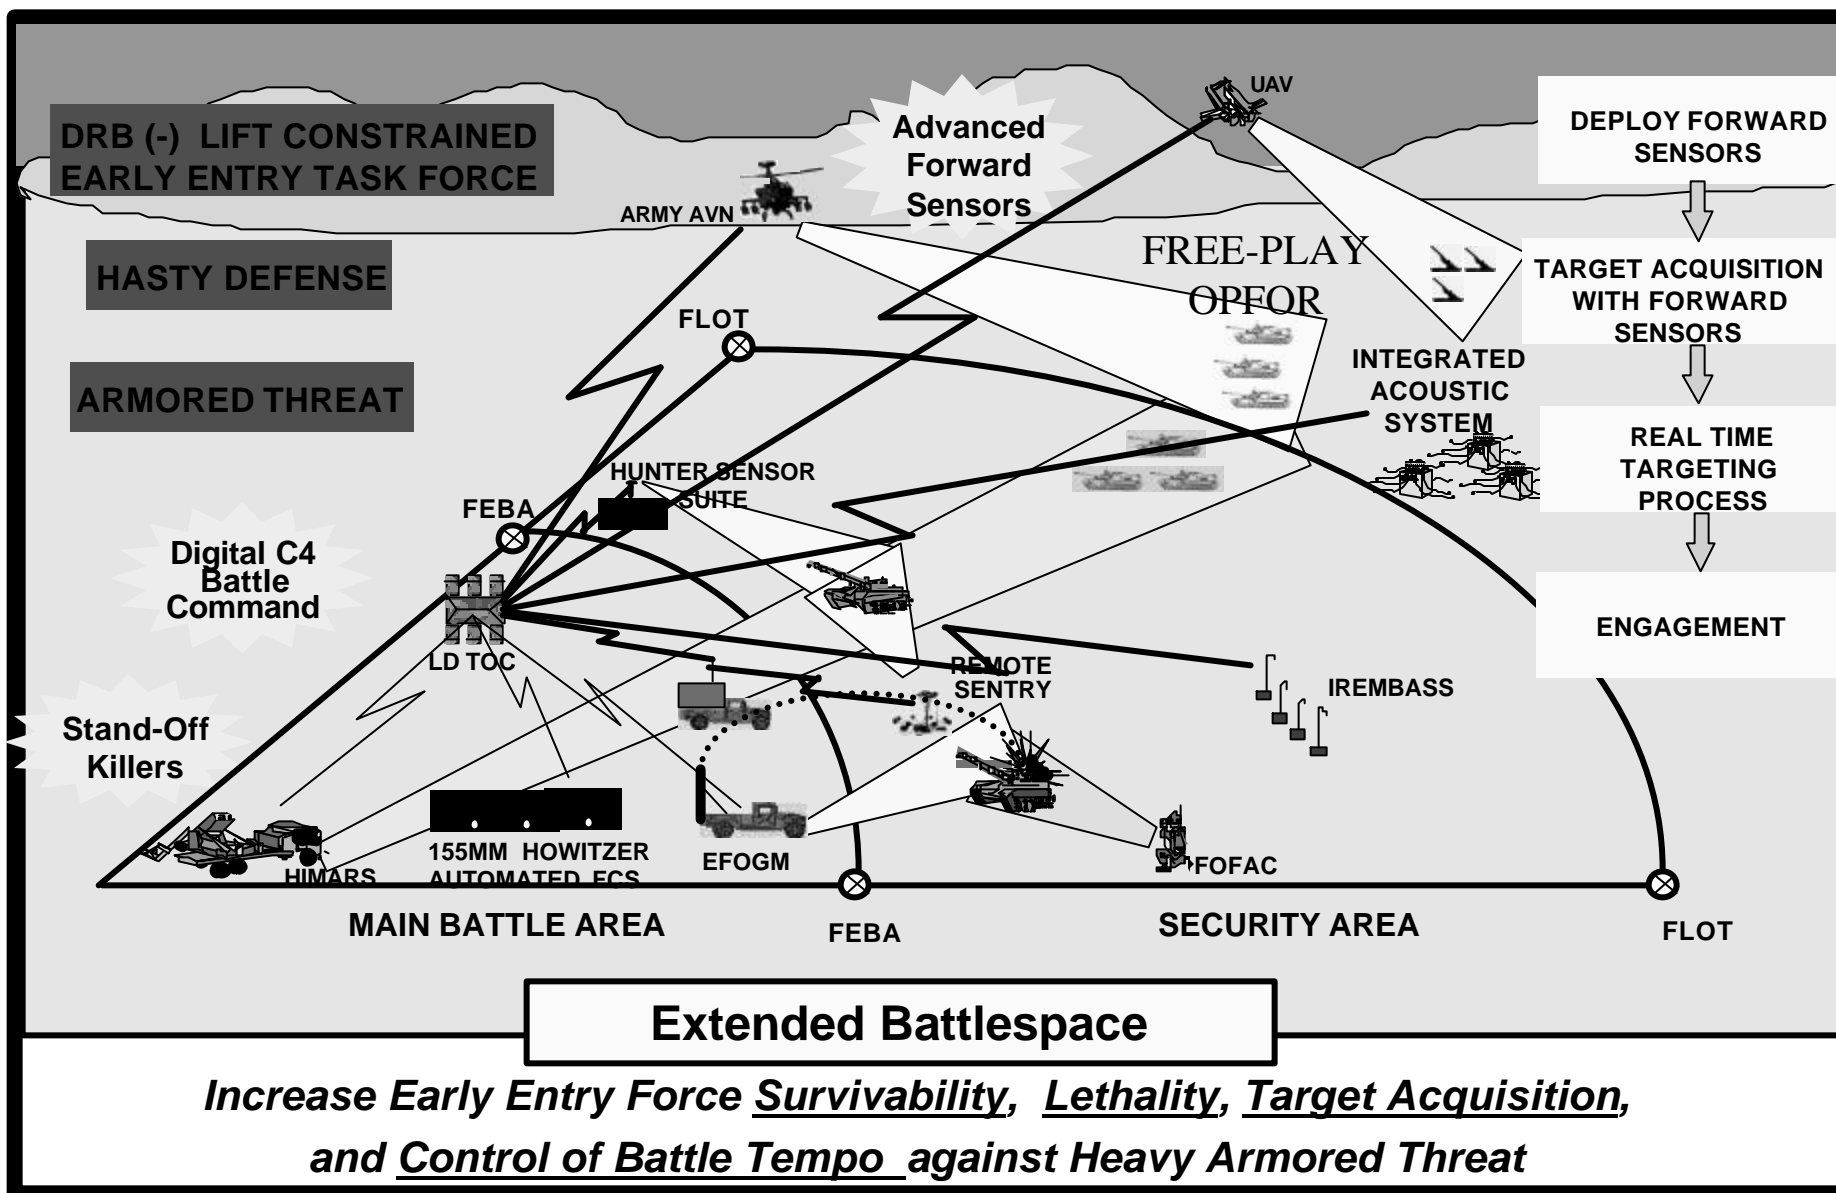 DRB (-) LIFT CONSTRAINED
EARLY ENTRY TASK FORCE
HASTY DEFENSE
ARMORED THREAT
Advanced
Forward
Sensors
UAV
ARMY AVN
FREE-PLAY
OPFOR
FLOT
INTEGRATED
ACOUSTIC
SYSTEM
HUNTER SENSOR
SUITE
FEBA
Digital C4
Battle
Command
LD TOC
REMOTE
SENTRY
IREMBASS
Stand-Off
Killers
HIMARS
155MM HOWITZER
AUTOMATED FCS
EFOGM
FOFAC
MAIN BATTLE AREA
FEBA
SECURITY AREA
FLOT
DEPLOY FORWARD
SENSORS
TARGET ACQUISITION
WITH FORWARD
SENSORS
REAL TIME
TARGETING
PROCESS
ENGAGEMENT
Extended Battlespace
Increase Early Entry Force Survivability, Lethality, Target Acquisition,
and Control of Battle Tempo against Heavy Armored Threat